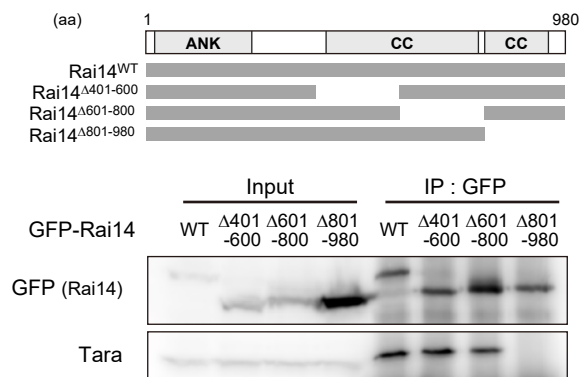 (aa) 1 980
ANK CC CC
Rai14WT
Rai14Δ401-600
Rai14Δ601-800
Rai14Δ801-980
Input IP : GFP
GFP-Rai14 WT Δ401 -600 Δ601 -800 Δ801 -980 WT Δ401 -600 Δ601 -800 Δ801 -980
GFP (Rai14)
Tara